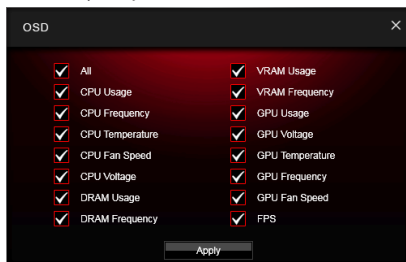 OSD
All
CPU Usage
CPU Frequency
CPU Temperature
CPU Fan Speed
CPU Voltage
DRAM Usage
DRAM Frequency
VRAM Usage
VRAM Frequency
GPU Usage
GPU Voltage
GPU Temperature
GPU Frequency
GPU Fan Speed
FPS
Apply